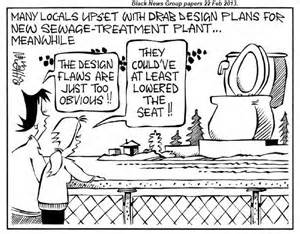 Black News Group papers 22 Feb 2013.
MANY LOCALS UPSET WITH DRAB DESIGN PLANS FOR
NEW SEWAGE-TREATMENT PLANT...
MEANWHILE
THE DESIGN
FLAWS ARE
JUST TOO
OBVIOUS!!
THEY
COULD'VE
AT LEAST
LOWERED
THE
SEAT!!